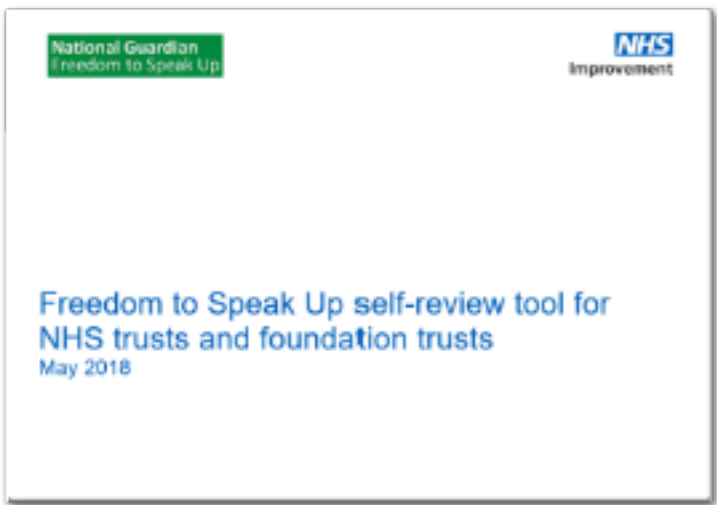 National Guardian
Freedom to Speak Up
NHS
Improvement
Freedom to Speak Up self-review tool for
NHS trusts and foundation trusts
May 2018